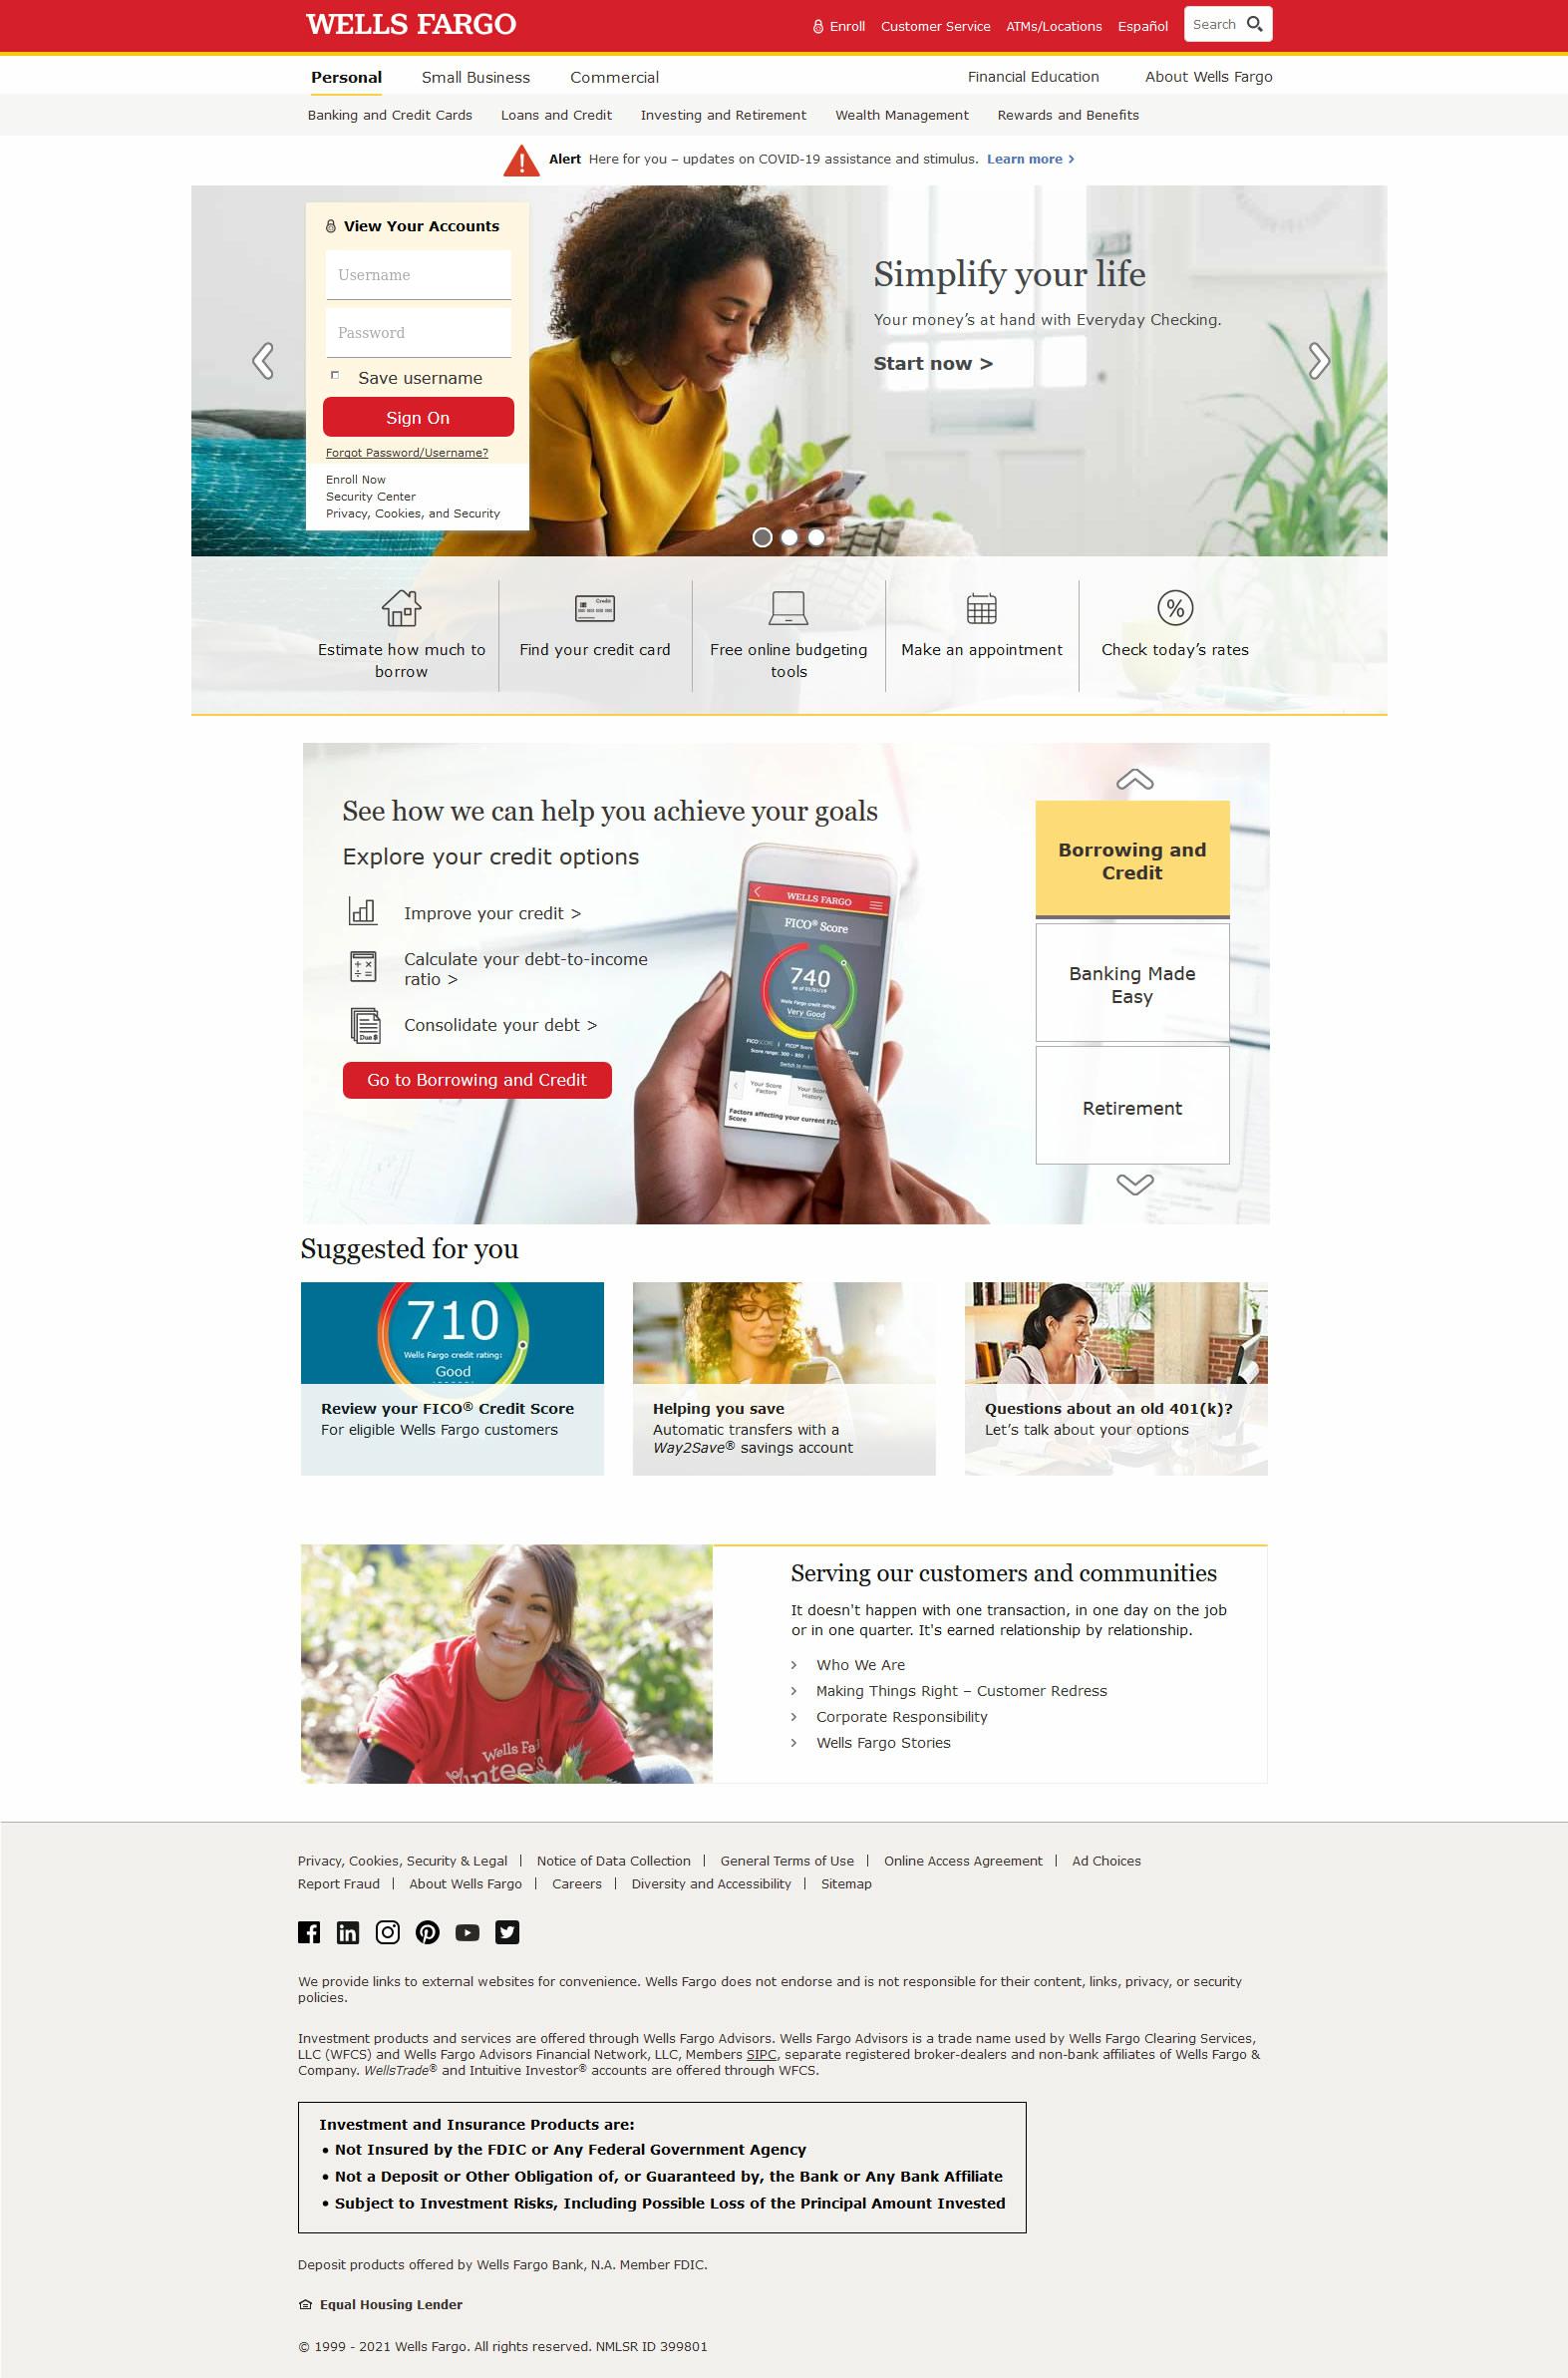 WELLS FARGO
Enroll Customer Service ATMs/Locations Español Search
Personal Small Business Commercial Financial Education About Wells Fargo
Banking and Credit Cards Loans and Credit Investing and Retirement Wealth Management Rewards and Benefits
Alert Here for you – updates on COVID-19 assistance and stimulus. Learn more >
View Your Accounts
Username
Password
Save username
Sign On
Forgot Password/Username?
Enroll Now
Security Center
Privacy, Cookies, and Security
Simplify your life
Your money’s at hand with Everyday Checking.
Start now >
Estimate how much to
borrow
Credit
Find your credit card
Free online budgeting
tools
Make an appointment
%
Check today’s rates
See how we can help you achieve your goals
Explore your credit options
Improve your credit >
Calculate your debt-to-income
ratio >
Due $
Consolidate your debt >
Go to Borrowing and Credit
WELLS FARGO
FICO® Score
740
Wells Fargo credit rating:
Very Good
Your Score
Factors
Your Score
History
Factors affecting your current
Score
Borrowing and
Credit
Banking Made
Easy
Retirement
Suggested for you
710
Wells Fargo credit rating:
Good
Review your FICO® Credit Score
For eligible Wells Fargo customers
Helping you save
Automatic transfers with a
Way2Save® savings account
Questions about an old 401(k)?
Let’s talk about your options
Wells Fa
Serving our customers and communities
It doesn't happen with one transaction, in one day on the job
or in one quarter. It's earned relationship by relationship.
> Who We Are
> Making Things Right – Customer Redress
> Corporate Responsibility
> Wells Fargo Stories
Privacy, Cookies, Security & Legal | Notice of Data Collection | General Terms of Use | Online Access Agreement | Ad Choices
Report Fraud | About Wells Fargo | Careers | Diversity and Accessibility | Sitemap
We provide links to external websites for convenience. Wells Fargo does not endorse and is not responsible for their content, links, privacy, or security
policies.
Investment products and services are offered through Wells Fargo Advisors. Wells Fargo Advisors is a trade name used by Wells Fargo Clearing Services,
LLC (WFCS) and Wells Fargo Advisors Financial Network, LLC, Members SIPC, separate registered broker-dealers and non-bank affiliates of Wells Fargo &
Company. WellsTrade® and Intuitive Investor® accounts are offered through WFCS.
Investment and Insurance Products are:
• Not Insured by the FDIC or Any Federal Government Agency
• Not a Deposit or Other Obligation of, or Guaranteed by, the Bank or Any Bank Affiliate
• Subject to Investment Risks, Including Possible Loss of the Principal Amount Invested
Deposit products offered by Wells Fargo Bank, N.A. Member FDIC.
Equal Housing Lender
© 1999 - 2021 Wells Fargo. All rights reserved. NMLSR ID 399801